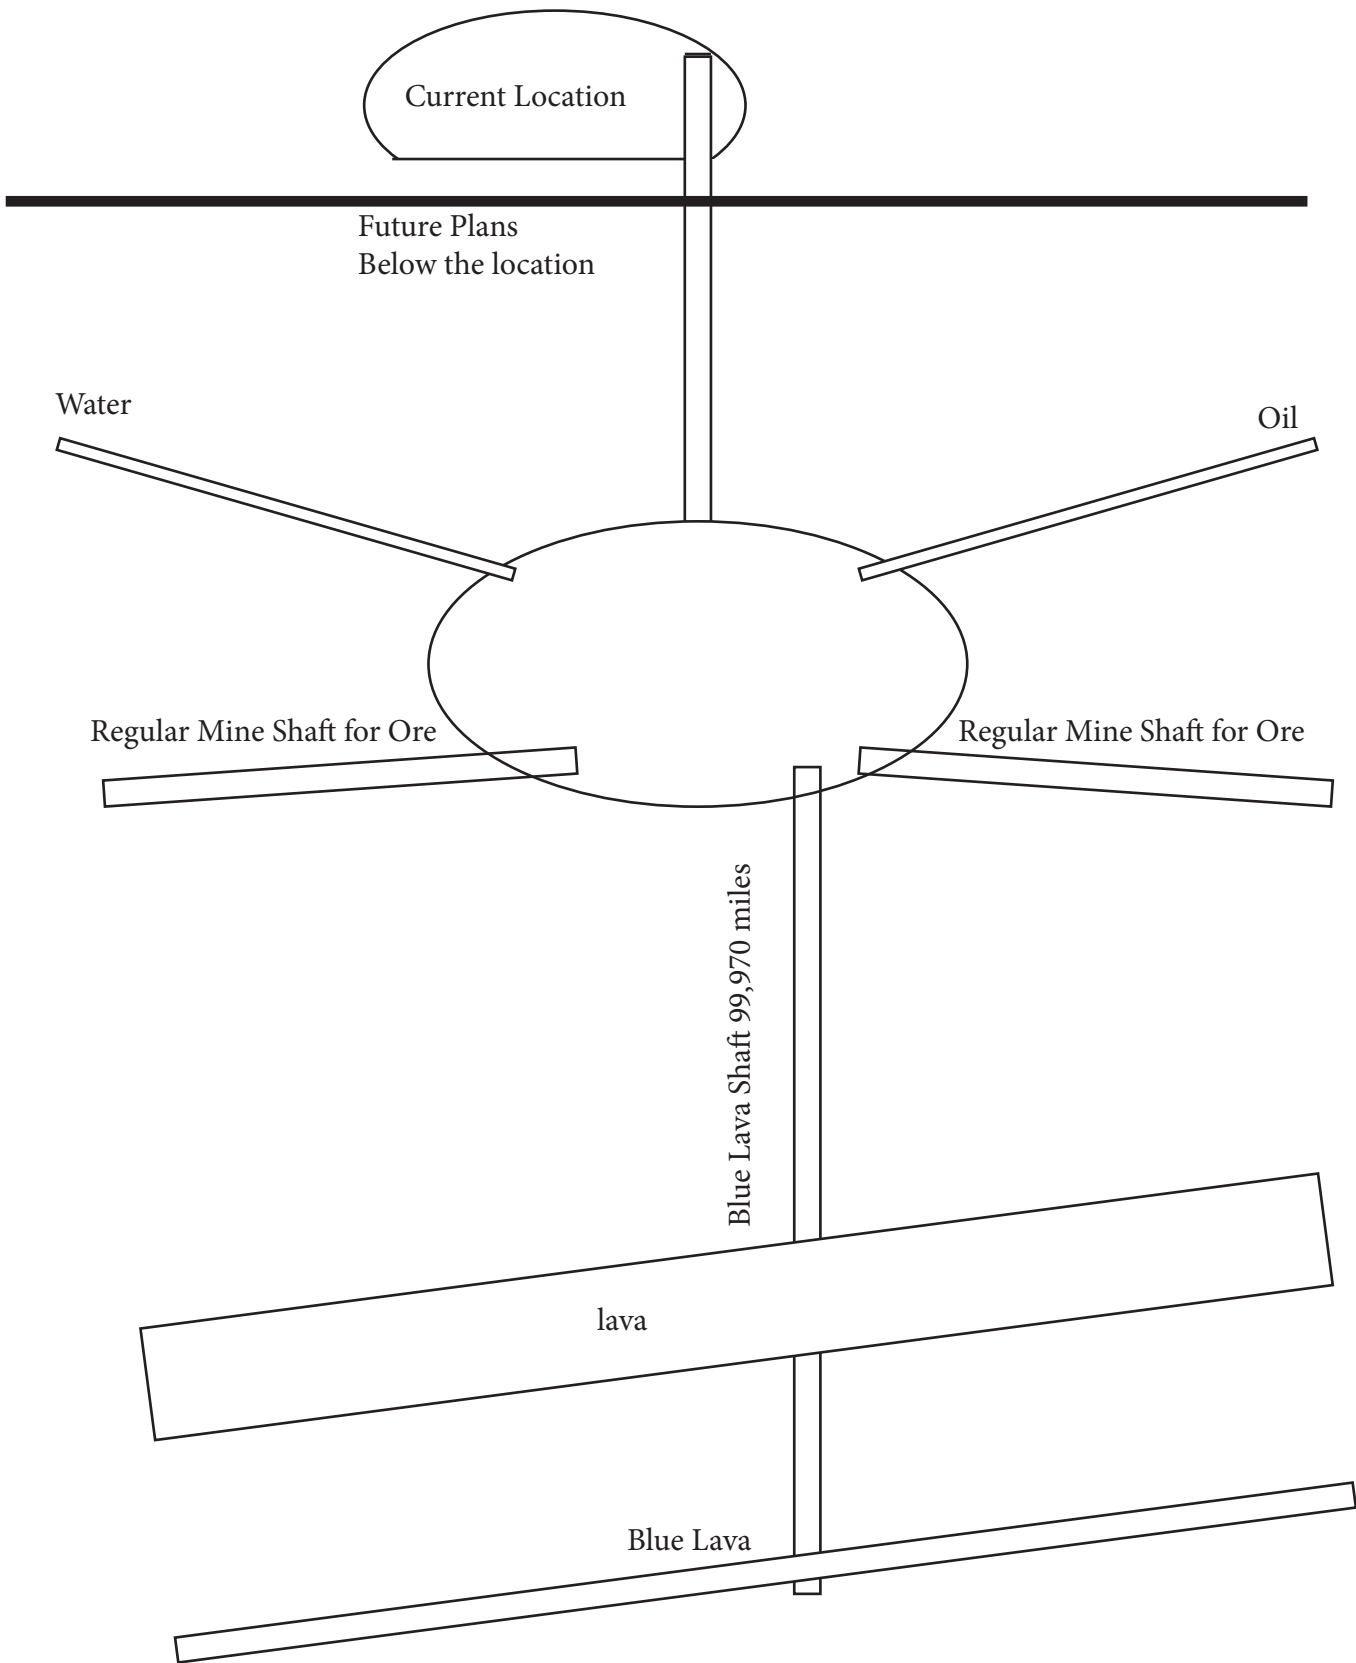 Current Location
Future Plans
Below the location
Water
Oil
Regular Mine Shaft for Ore
Regular Mine Shaft for Ore
Blue Lava Shaft 99,970 miles
lava
Blue Lava